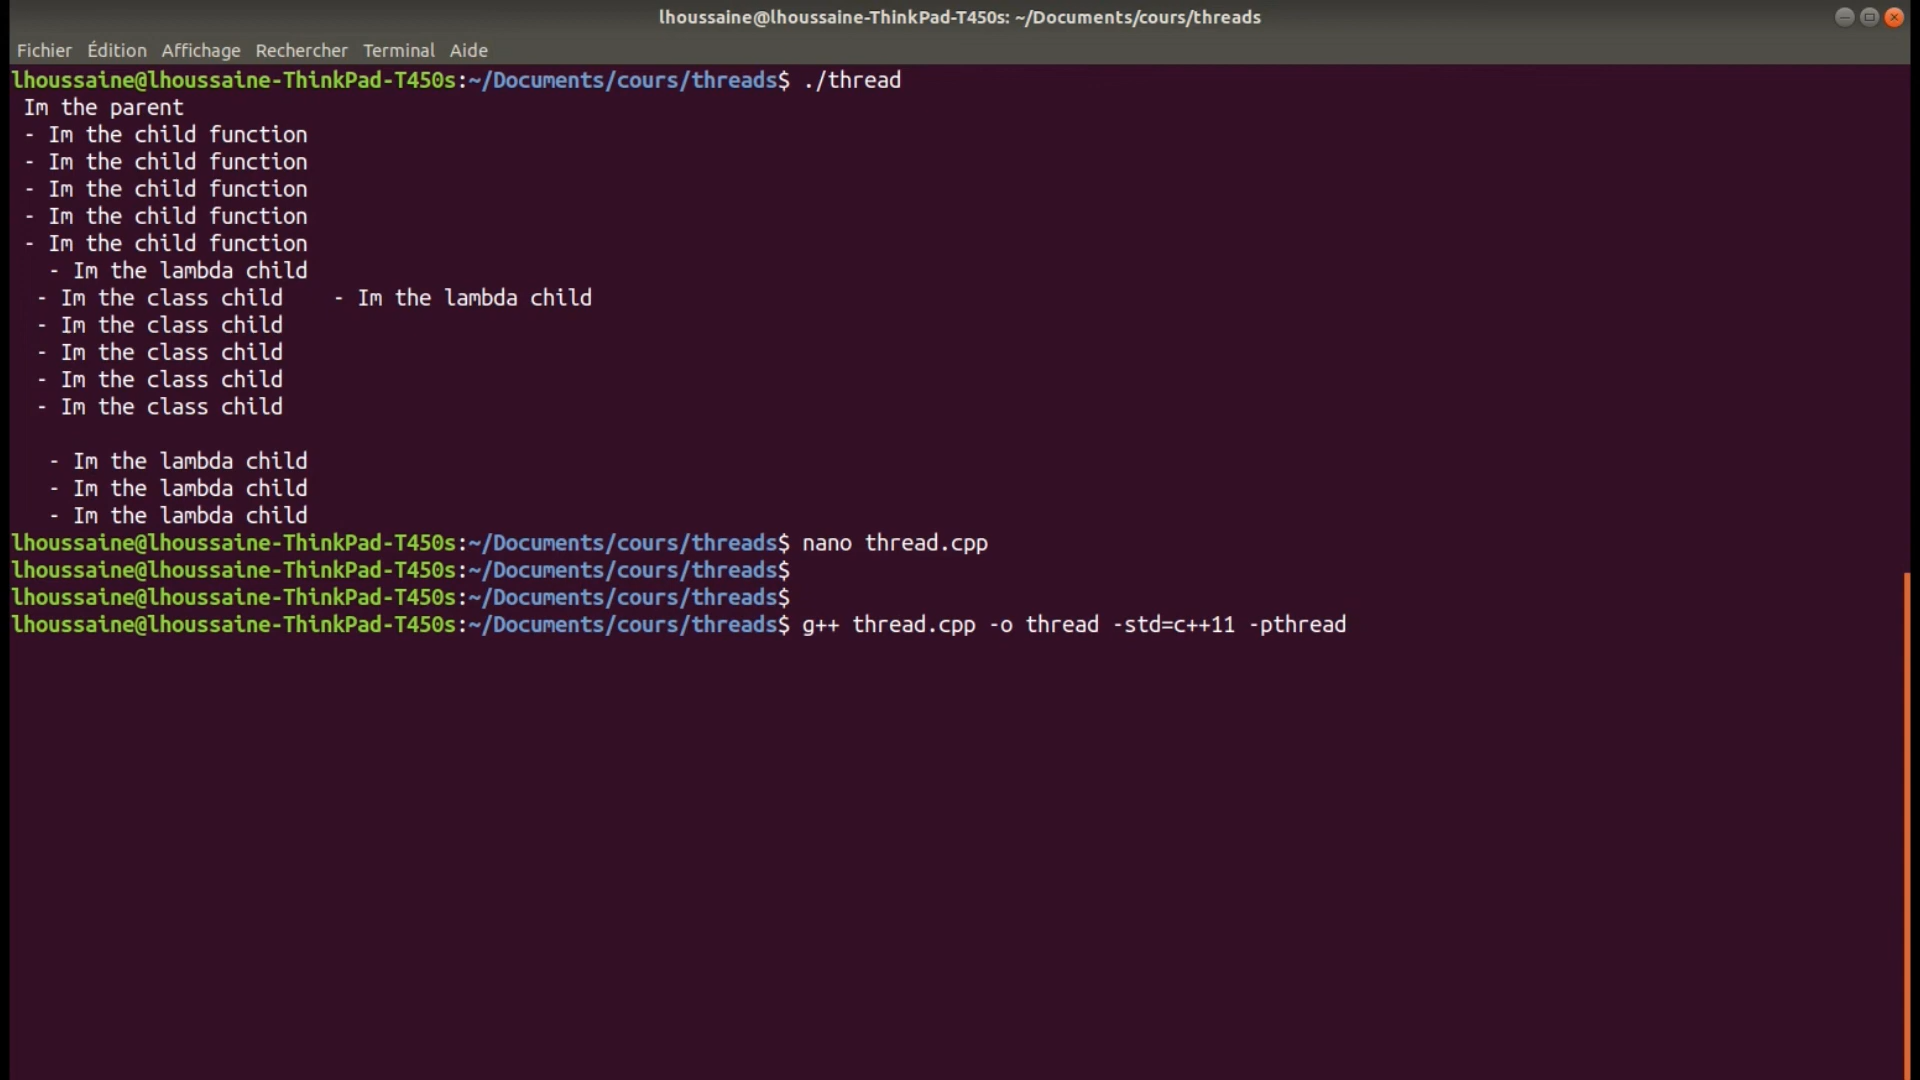 lhoussaine@lhoussaine-ThinkPad-T450s: ~/Documents/cours/threads
Fichier Édition Affichage Rechercher Terminal Aide
lhoussaine@lhoussaine-ThinkPad-T450s:~/Documents/cours/threads$ ./thread
Im the parent
- Im the child function
- Im the child function
- Im the child function
- Im the child function
- Im the child function
- Im the lambda child
- Im the class child    - Im the lambda child
- Im the class child
- Im the class child
- Im the class child
- Im the class child
- Im the lambda child
- Im the lambda child
- Im the lambda child
lhoussaine@lhoussaine-ThinkPad-T450s:~/Documents/cours/threads$ nano thread.cpp
lhoussaine@lhoussaine-ThinkPad-T450s:~/Documents/cours/threads$
lhoussaine@lhoussaine-ThinkPad-T450s:~/Documents/cours/threads$
lhoussaine@lhoussaine-ThinkPad-T450s:~/Documents/cours/threads$ g++ thread.cpp -o thread -std=c++11 -pthread